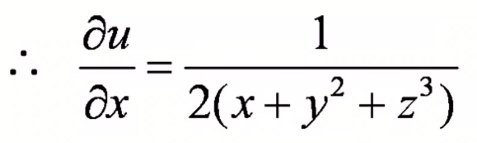 ∴ ∂u/∂x = 1/(2(x + y² + z³))